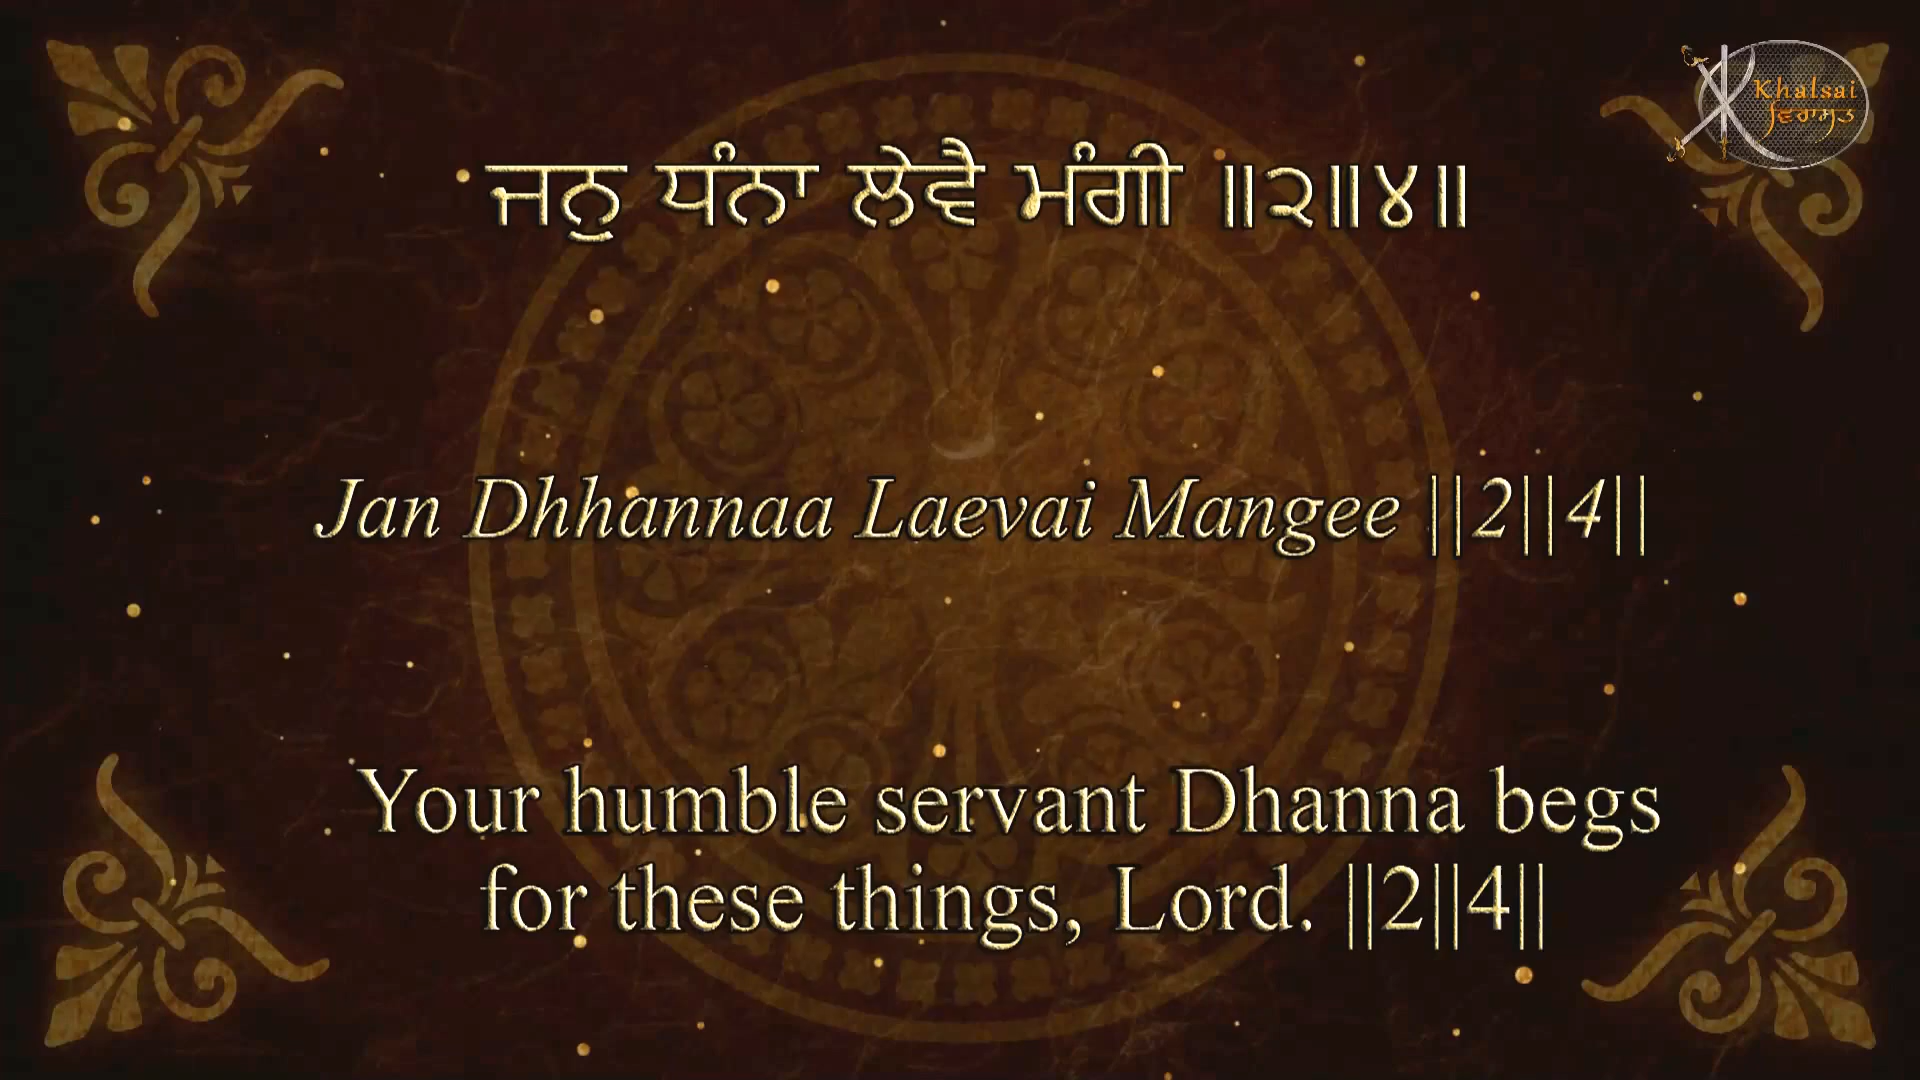 Khalsai
ਵਿਰਾਸਤ
ਜਨੁ ਧੰਨਾ ਲੇਵੈ ਮੰਗੀ ॥੨॥੪॥
Jan Dhhannaa Laevai Mangee ||2||4||
Your humble servant Dhanna begs
for these things, Lord. ||2||4||